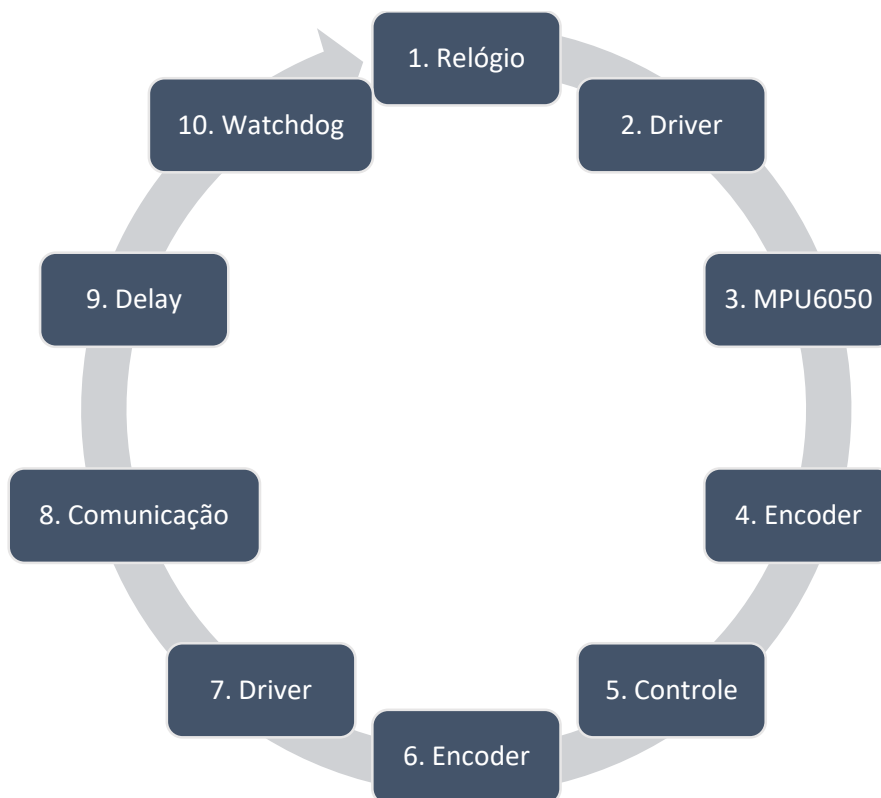 1. Relógio
2. Driver
3. MPU6050
4. Encoder
5. Controle
6. Encoder
7. Driver
8. Comunicação
9. Delay
10. Watchdog